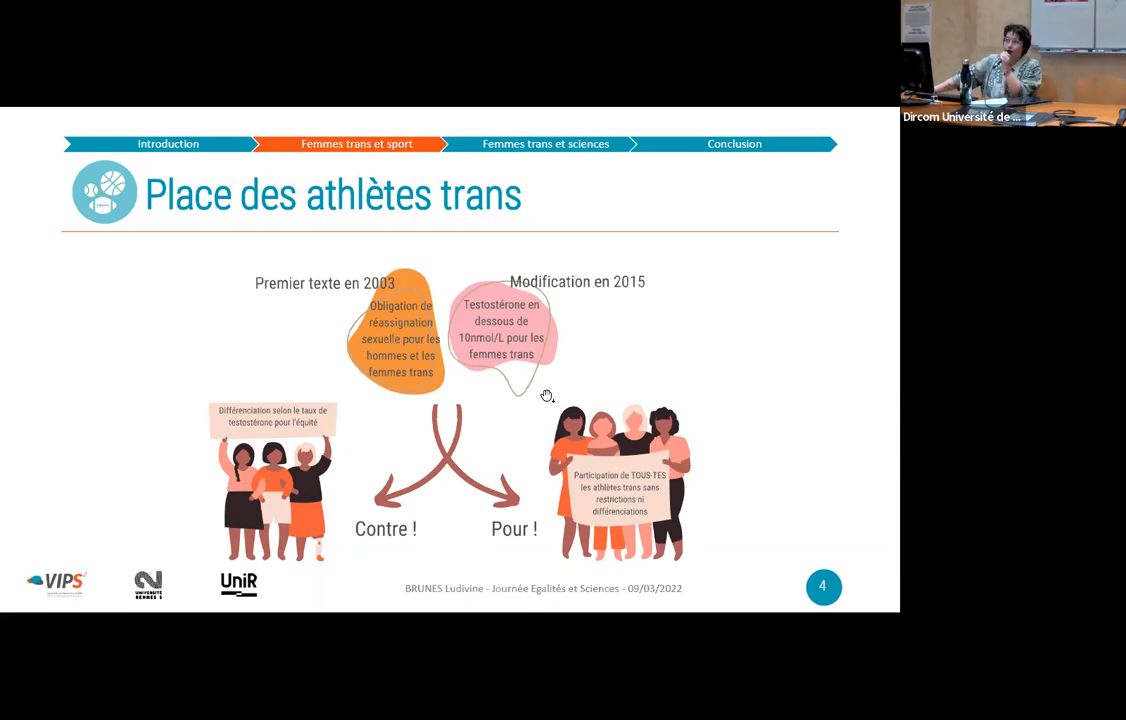 Dircom Université de ...
Introduction
Femmes trans et sport
Femmes trans et sciences
Conclusion
Place des athlètes trans
Premier texte en 2003
Modification en 2015
Obligation de
réassignation
sexuelle pour les
hommes et les
femmes trans
Testostérone en
dessous de
10nmol/L pour les
femmes trans
Différenciation selon le taux de
testostérone pour l'équité
Participation de TOUS·TES
les athlètes trans sans
restrictions ni
différenciations
Contre !
Pour !
VIPS²
UNIVERSITÉ
RENNES 2
UniR
BRUNES Ludivine - Journée Egalités et Sciences - 09/03/2022
4